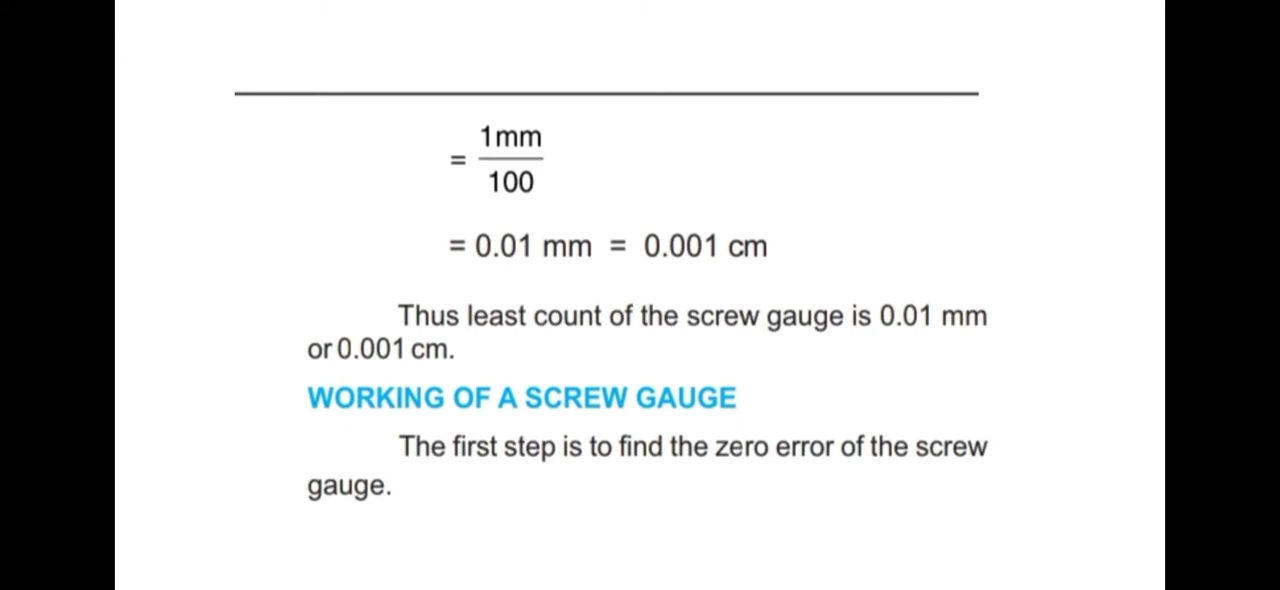 = 1mm
100
= 0.01 mm = 0.001 cm
Thus least count of the screw gauge is 0.01 mm
or 0.001 cm.
WORKING OF A SCREW GAUGE
The first step is to find the zero error of the screw
gauge.